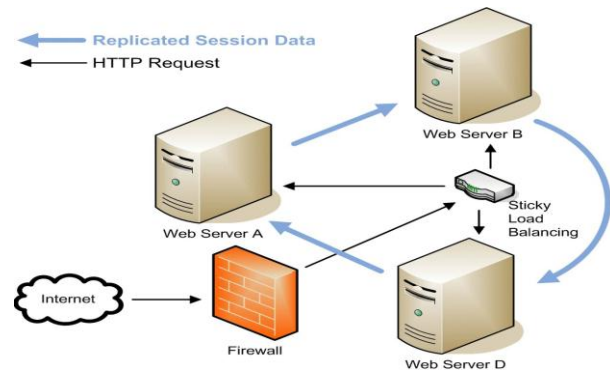 Replicated Session Data
HTTP Request
Web Server B
Web Server A
Sticky
Load
Balancing
Internet
Firewall
Web Server D